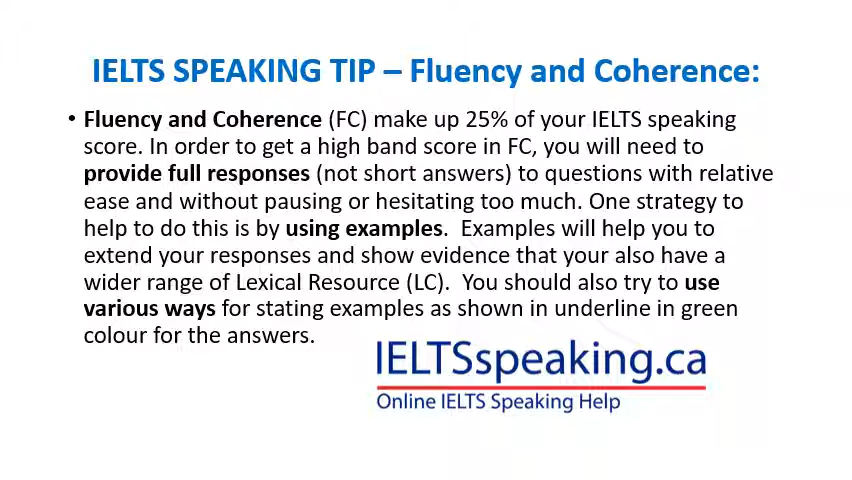 IELTS SPEAKING TIP – Fluency and Coherence:
• Fluency and Coherence (FC) make up 25% of your IELTS speaking
score. In order to get a high band score in FC, you will need to
provide full responses (not short answers) to questions with relative
ease and without pausing or hesitating too much. One strategy to
help to do this is by using examples. Examples will help you to
extend your responses and show evidence that your also have a
wider range of Lexical Resource (LC). You should also try to use
various ways for stating examples as shown in underline in green
colour for the answers.
IELTSspeaking.ca
Online IELTS Speaking Help